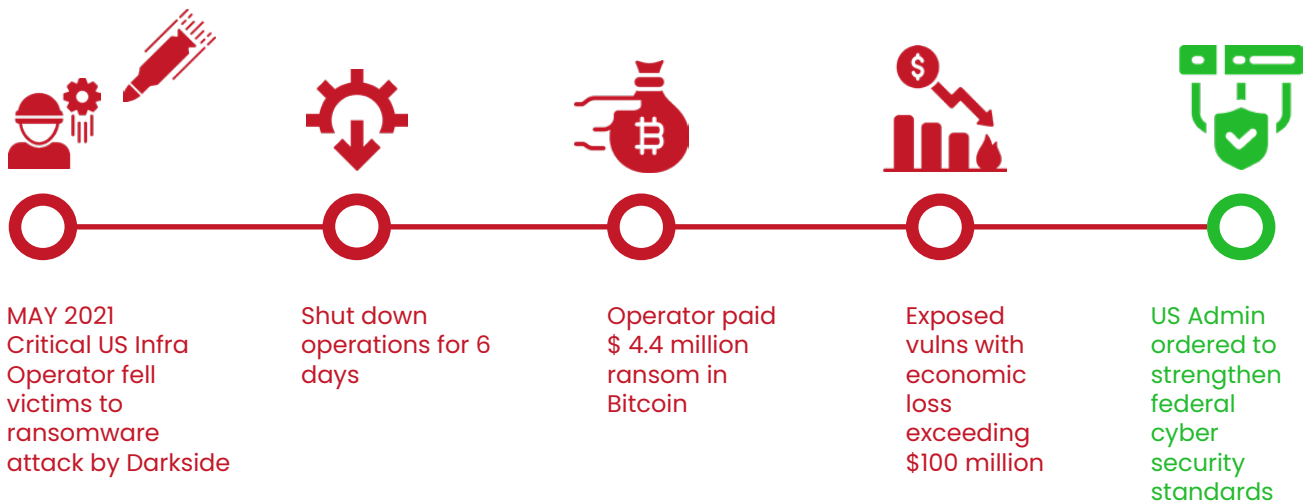 MAY 2021
Critical US Infra
Operator fell
victims to
ransomware
attack by Darkside
Shut down
operations for 6
days
Operator paid
$ 4.4 million
ransom in
Bitcoin
$
Exposed
vulns with
economic
loss
exceeding
$100 million
US Admin
ordered to
strengthen
federal
cyber
security
standards